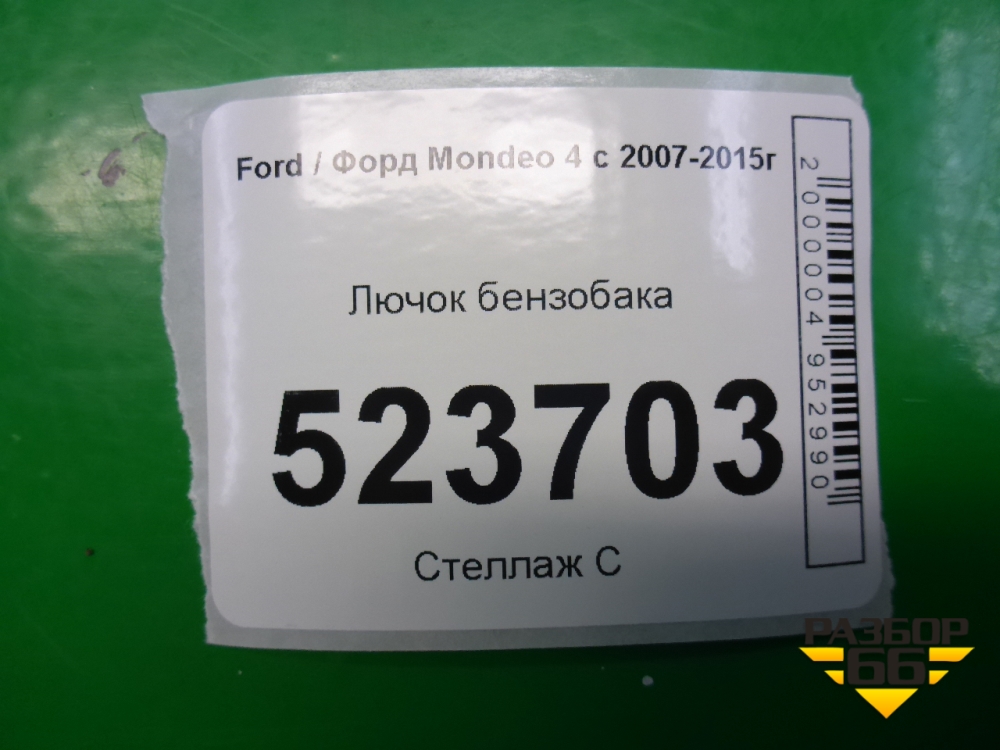 Ford / Форд Mondeo 4 с 2007-2015г
Лючок бензобака
523703
Стеллаж С
2000004952990
РАЗБОР
66